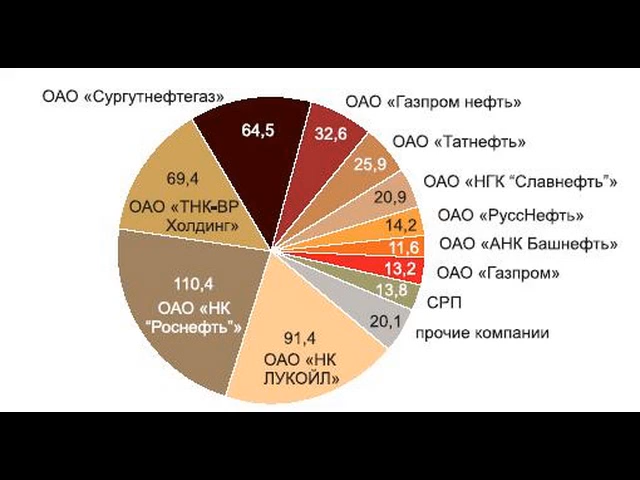 ОАО «Сургутнефтегаз»
64,5
ОАО «Газпром нефть»
32,6
ОАО «Татнефть»
25,9
ОАО «НГК “Славнефть”»
20,9
ОАО «РуссНефть»
14,2
ОАО «АНК Башнефть»
11,6
ОАО «Газпром»
13,2
СРП
13,8
прочие компании
20,1
91,4
ОАО «НК
ЛУКОЙЛ»
110,4
ОАО «НК
“Роснефть”»
69,4
ОАО «ТНК-ВР
Холдинг»